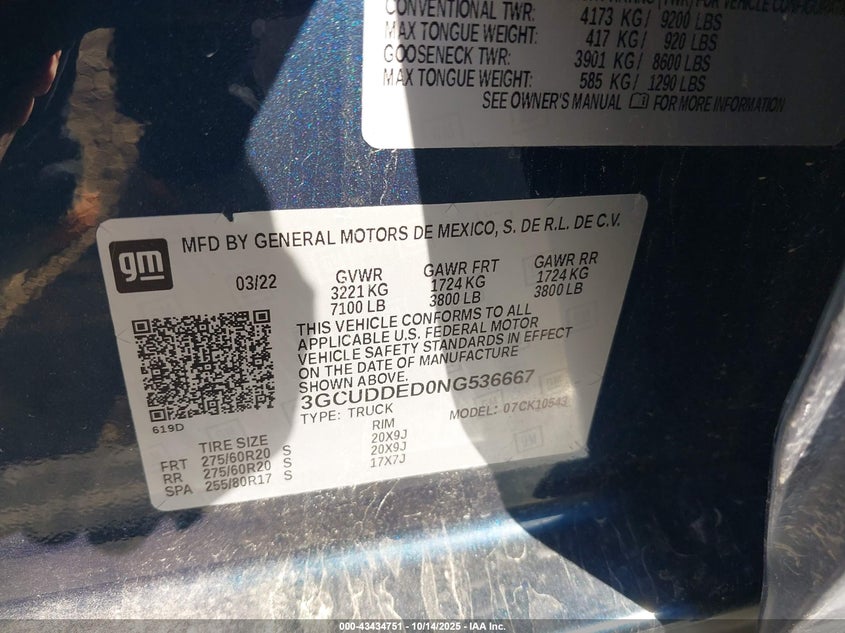 (TWR) FOR VEHICLE
CONVENTIONAL TWR: 4173 KG/ 9200 LBS
MAX TONGUE WEIGHT: 417 KG/ 920 LBS
GOOSENECK TWR: 3901 KG/ 8600 LBS
MAX TONGUE WEIGHT: 585 KG/ 1290 LBS
SEE OWNER'S MANUAL FOR MORE INFORMATION
gm MFD BY GENERAL MOTORS DE MEXICO, S. DE R.L. DE C.V.
03/22 GVWR GAWR FRT GAWR RR
3221 KG 1724 KG 1724 KG
7100 LB 3800 LB 3800 LB
THIS VEHICLE CONFORMS TO ALL
APPLICABLE U.S. FEDERAL MOTOR
VEHICLE SAFETY STANDARDS IN EFFECT
ON THE DATE OF MANUFACTURE
SHOWN ABOVE.
3GCUDDED0NG536667
619D TYPE: TRUCK MODEL: 07CK10543
TIRE SIZE RIM
FRT 275/60R20 S 20X9J
RR 275/60R20 S 20X9J
SPA 255/80R17 S 17X7J
000-43434751 - 10/14/2025 - IAA Inc.